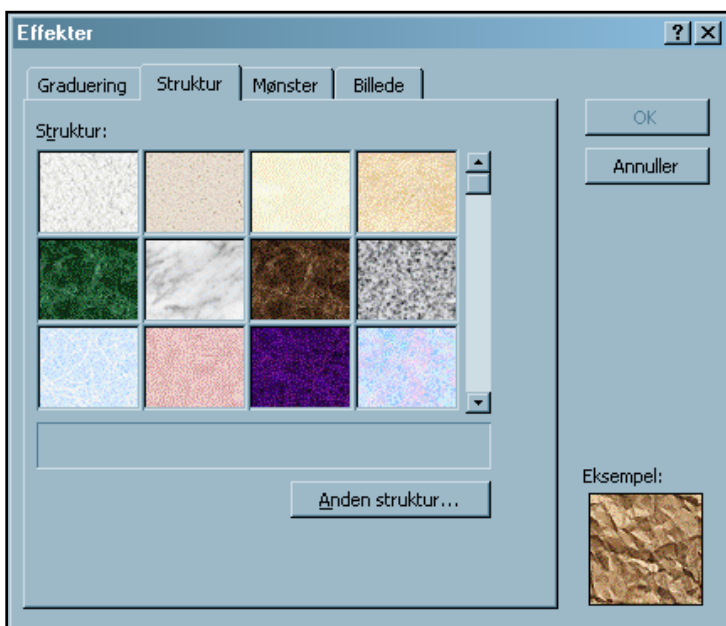 Effekter
Graduering Struktur Mønster Billede
Struktur:
OK
Annuller
Anden struktur...
Eksempel: